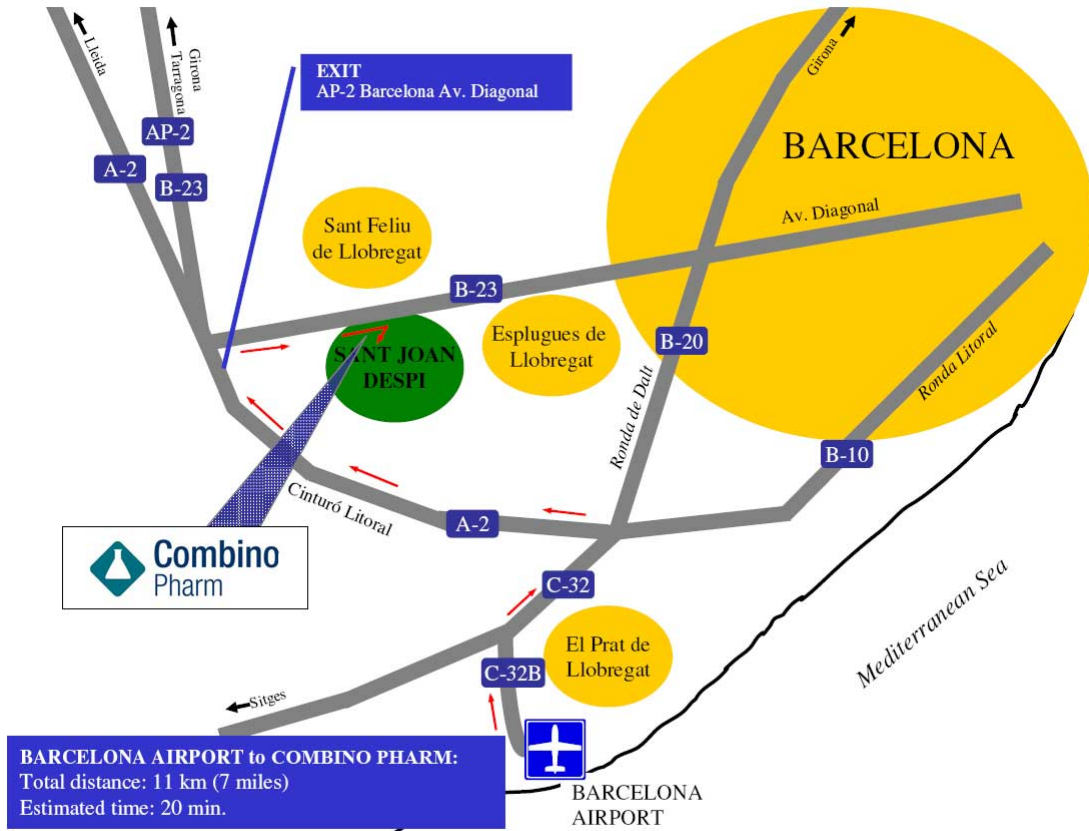 Lleida
Girona
Tarragona
EXIT
AP-2 Barcelona Av. Diagonal
Girona
AP-2
A-2
B-23
BARCELONA
Sant Feliu
de Llobregat
Av. Diagonal
B-23
Esplugues de
Llobregat
B-20
SANT JOAN
DESPI
Ronda Litoral
Ronda de Dalt
B-10
Cinturó Litoral
A-2
Combino
Pharm
C-32
Mediterranean Sea
El Prat de
Llobregat
C-32B
Sitges
BARCELONA AIRPORT to COMBINO PHARM:
Total distance: 11 km (7 miles)
Estimated time: 20 min.
BARCELONA
AIRPORT